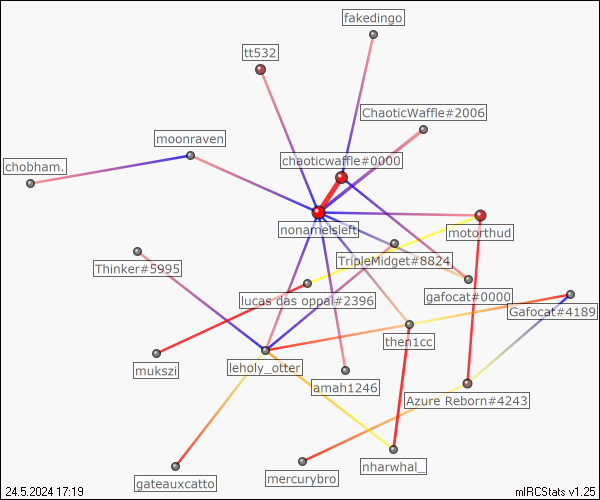 fakedingo
tt532
ChaoticWaffle#2006
moonraven
chaoticwaffle#0000
chobham.
nonameisleft
motorthud
TripleMidget#8824
Thinker#5995
lucas das oppai#2396
gafocat#0000
Gafocat#4189
then1cc
mukszi
leholy_otter
amah1246
Azure Reborn#4243
gateauxcatto
mercurybro
nharwhal_
24.5.2024 17:19
mIRCStats v1.25